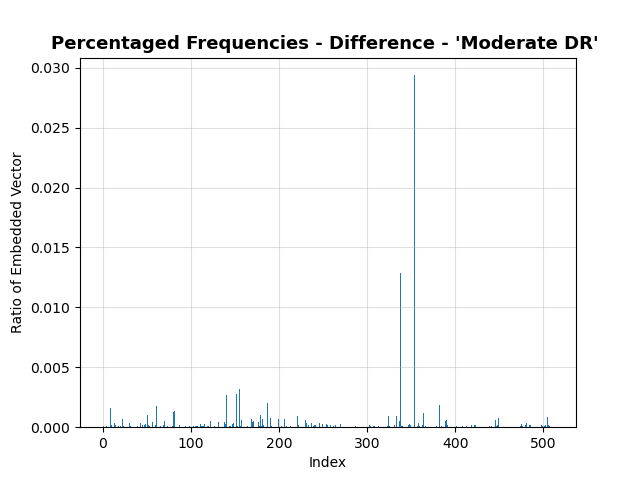 Percentaged Frequencies - Difference - 'Moderate DR'
0.030
0.025
0.020
0.015
0.010
0.005
0.000
Ratio of Embedded Vector
0 100 200 300 400 500
Index